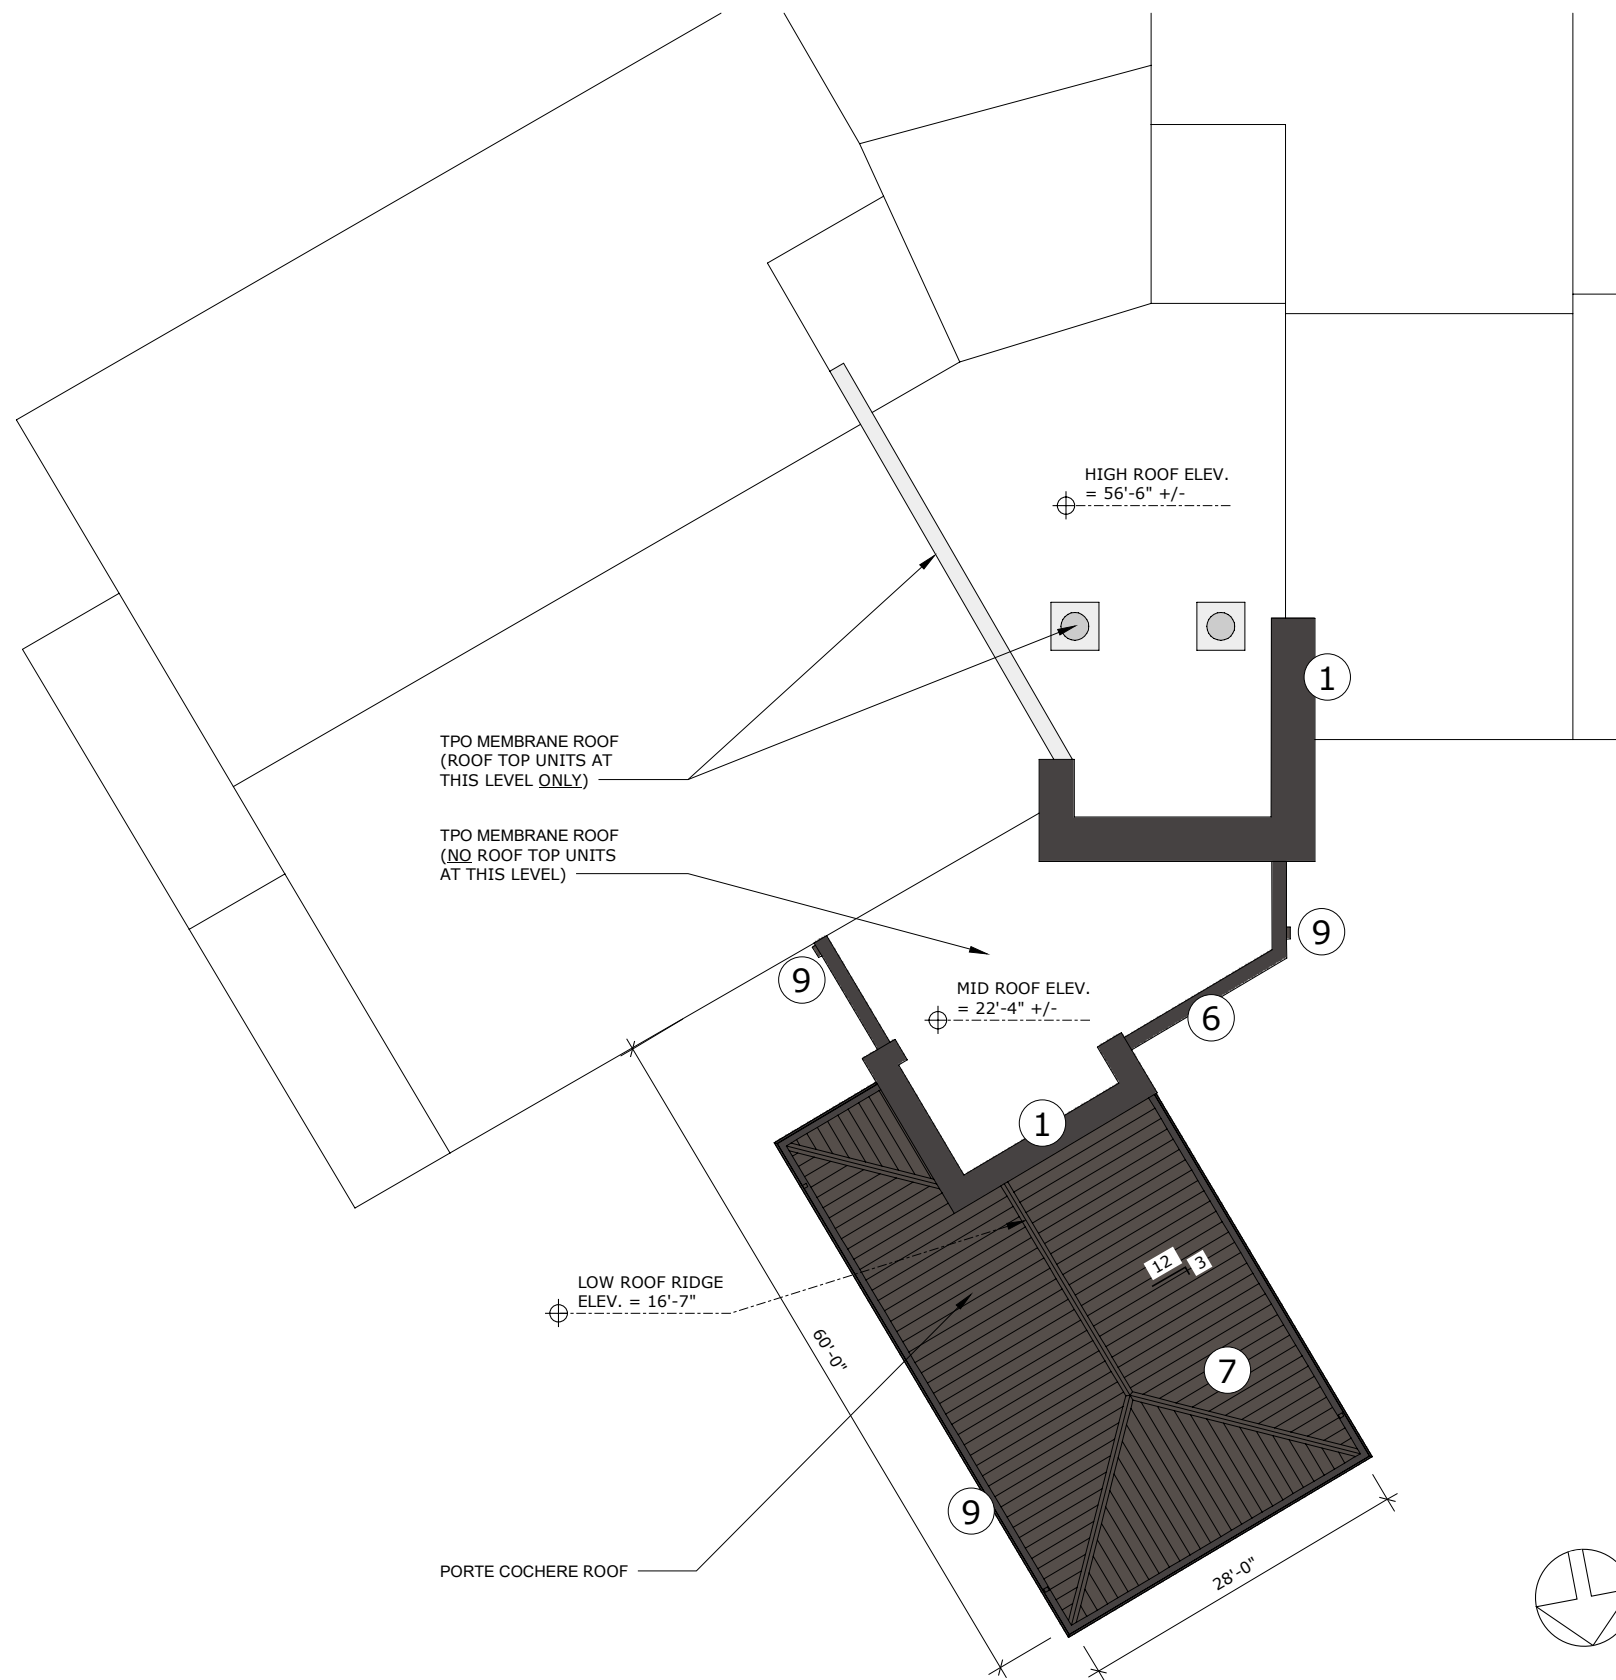 HIGH ROOF ELEV.
= 56'-6" +/-
1
TPO MEMBRANE ROOF
(ROOF TOP UNITS AT
THIS LEVEL ONLY)
TPO MEMBRANE ROOF
(NO ROOF TOP UNITS
AT THIS LEVEL)
9
9
MID ROOF ELEV.
= 22'-4" +/-
6
1
12
3
LOW ROOF RIDGE
ELEV. = 16'-7"
60'-0"
7
9
PORTE COCHERE ROOF
28'-0"